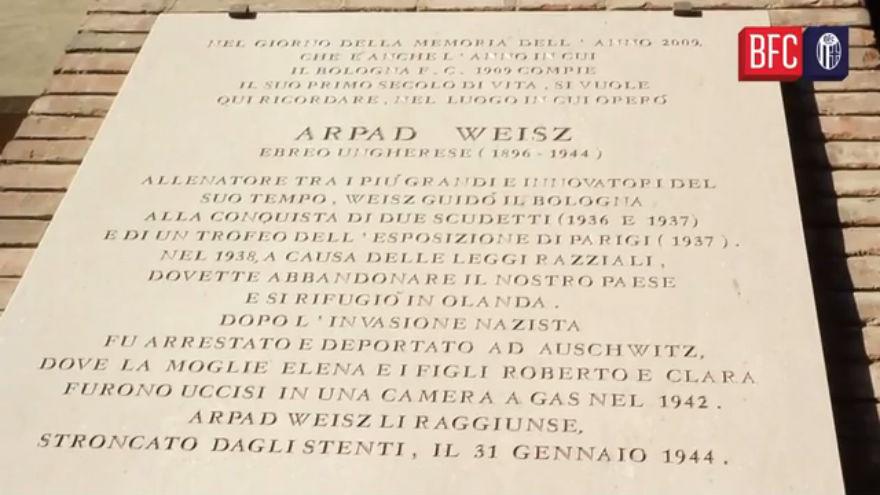 NEL GIORNO DELLA MEMORIA DELL'ANNO 2009,
CHE È ANCHE L'ANNO IN CUI
IL BOLOGNA F.C. 1909 COMPIE
IL SUO PRIMO SECOLO DI VITA, SI VUOLE
QUI RICORDARE, NEL LUOGO IN CUI OPERÒ
ARPAD WEISZ
EBREO UNGHERESE (1896-1944)
ALLENATORE TRA I PIÙ GRANDI E INNOVATORI DEL
SUO TEMPO, WEISZ GUIDÒ IL BOLOGNA
ALLA CONQUISTA DI DUE SCUDETTI (1936 E 1937)
E DI UN TROFEO DELL'ESPOSIZIONE DI PARIGI (1937).
NEL 1938, A CAUSA DELLE LEGGI RAZZIALI,
DOVETTE ABBANDONARE IL NOSTRO PAESE
E SI RIFUGIÒ IN OLANDA.
DOPO L'INVASIONE NAZISTA
FU ARRESTATO E DEPORTATO AD AUSCHWITZ,
DOVE LA MOGLIE ELENA E I FIGLI ROBERTO E CLARA
FURONO UCCISI IN UNA CAMERA A GAS NEL 1942.
ARPAD WEISZ LI RAGGIUNSE,
STRONCATO DAGLI STENTI, IL 31 GENNAIO 1944.
BFC
BFC